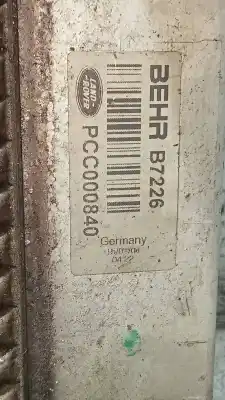 BEHR B7226
LAND-
ROVER
PCC000840
Germany